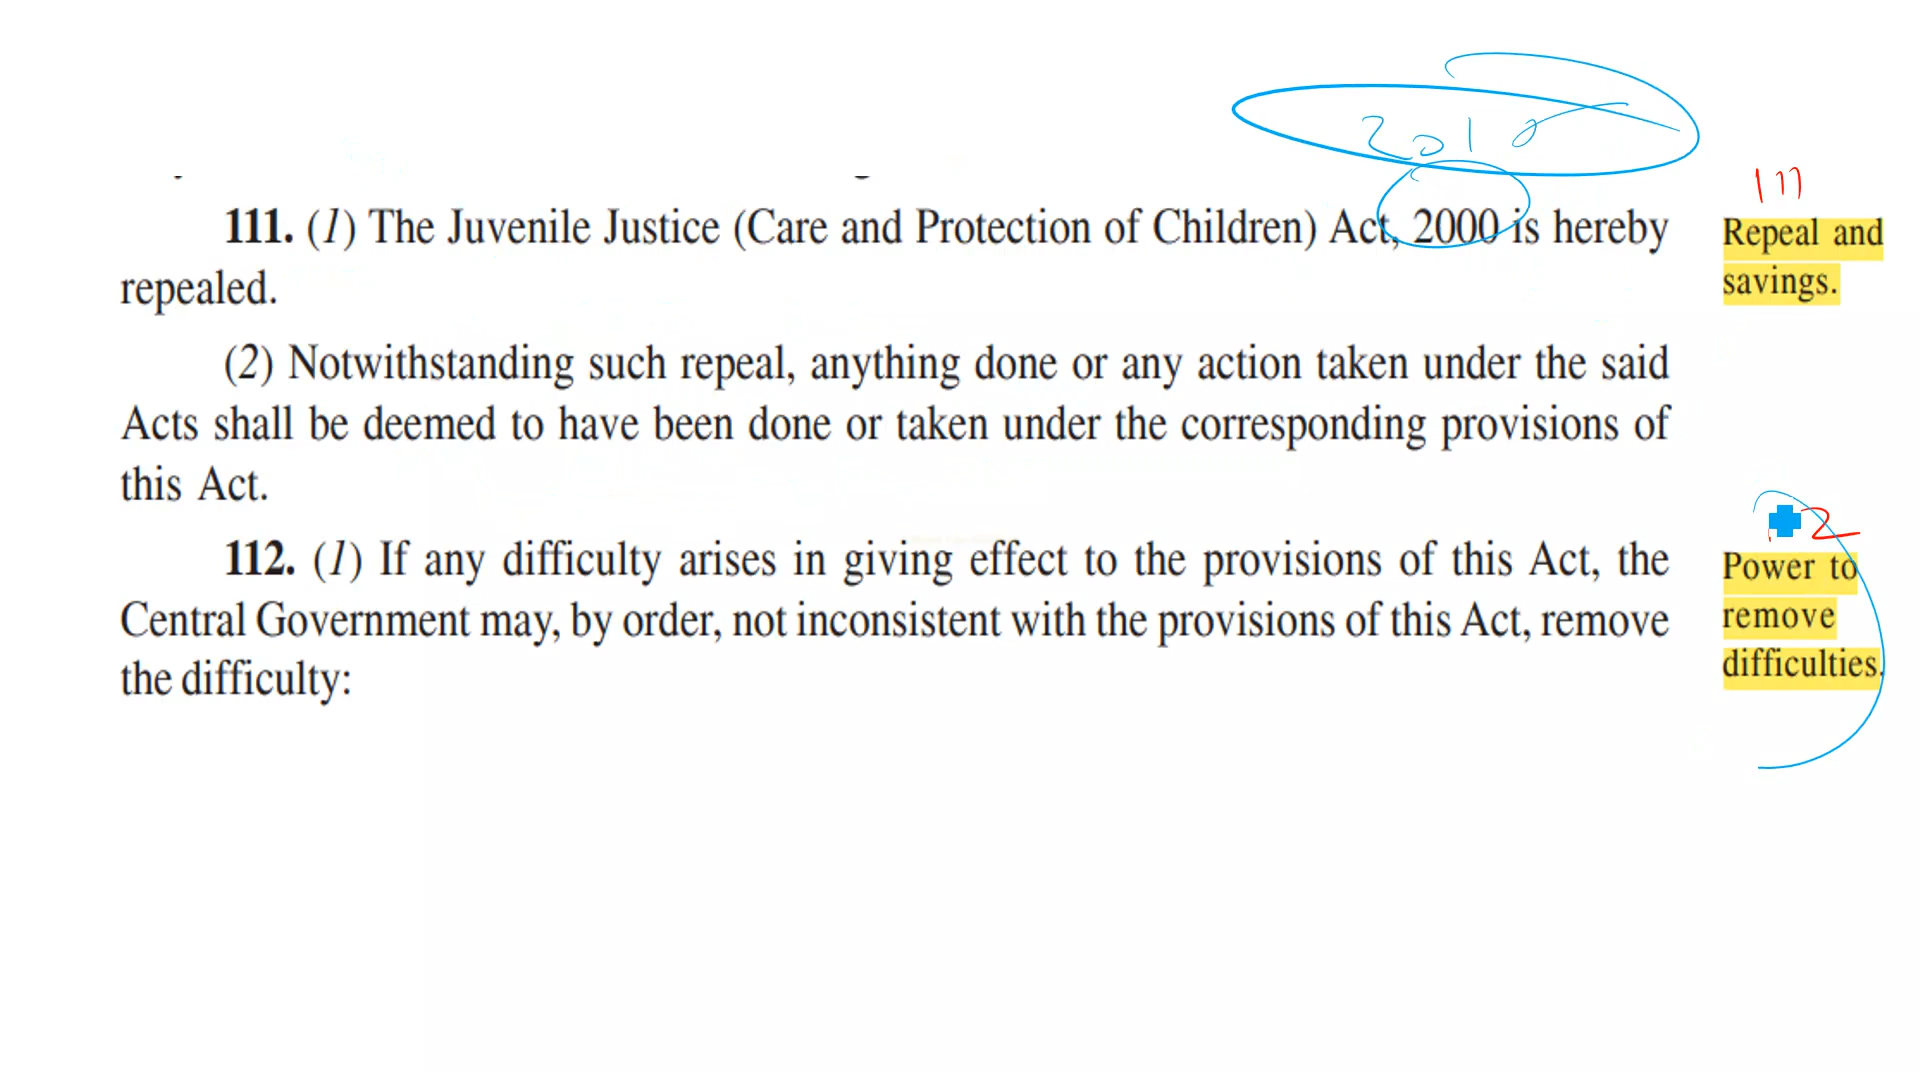 111. (1) The Juvenile Justice (Care and Protection of Children) Act, 2000 is hereby
repealed.
(2) Notwithstanding such repeal, anything done or any action taken under the said
Acts shall be deemed to have been done or taken under the corresponding provisions of
this Act.
112. (1) If any difficulty arises in giving effect to the provisions of this Act, the
Central Government may, by order, not inconsistent with the provisions of this Act, remove
the difficulty:
111
Repeal and
savings.
2
Power to
remove
difficulties.